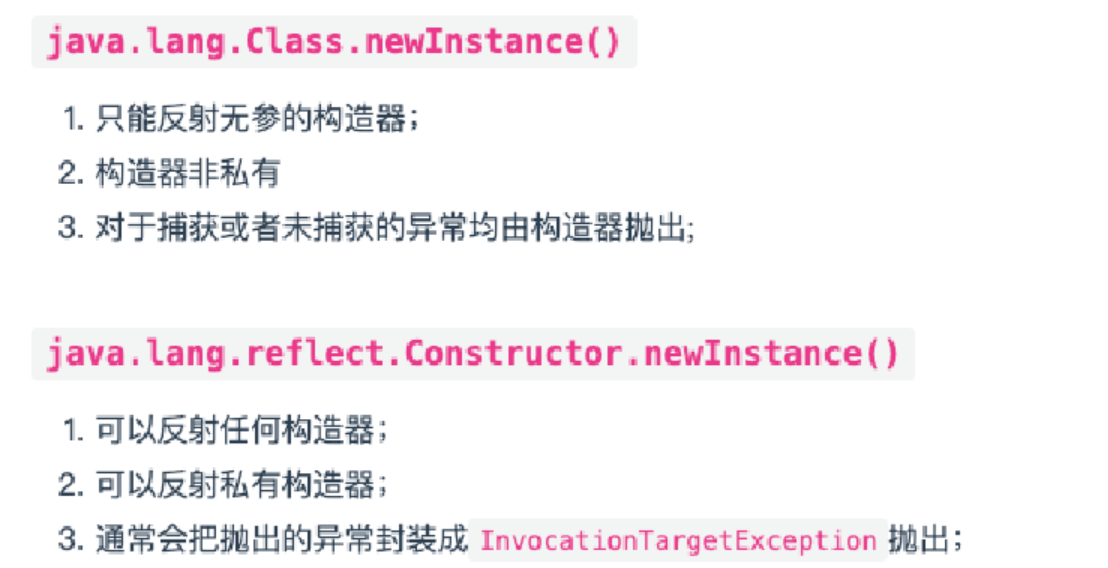 java.lang.Class.newInstance()
1. 只能反射无参的构造器；
2. 构造器非私有
3. 对于捕获或者未捕获的异常均由构造器抛出;
java.lang.reflect.Constructor.newInstance()
1. 可以反射任何构造器；
2. 可以反射私有构造器；
3. 通常会把抛出的异常封装成 InvocationTargetException 抛出；